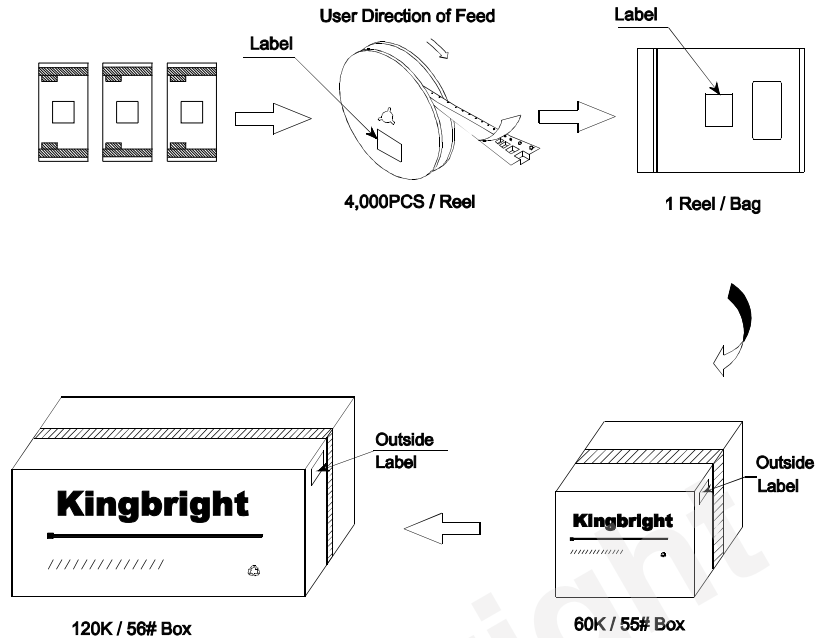 User Direction of Feed
Label
Label
4,000PCS / Reel
1 Reel / Bag
Outside
Label
Kingbright
120K / 56# Box
Outside
Label
Kingbright
60K / 55# Box